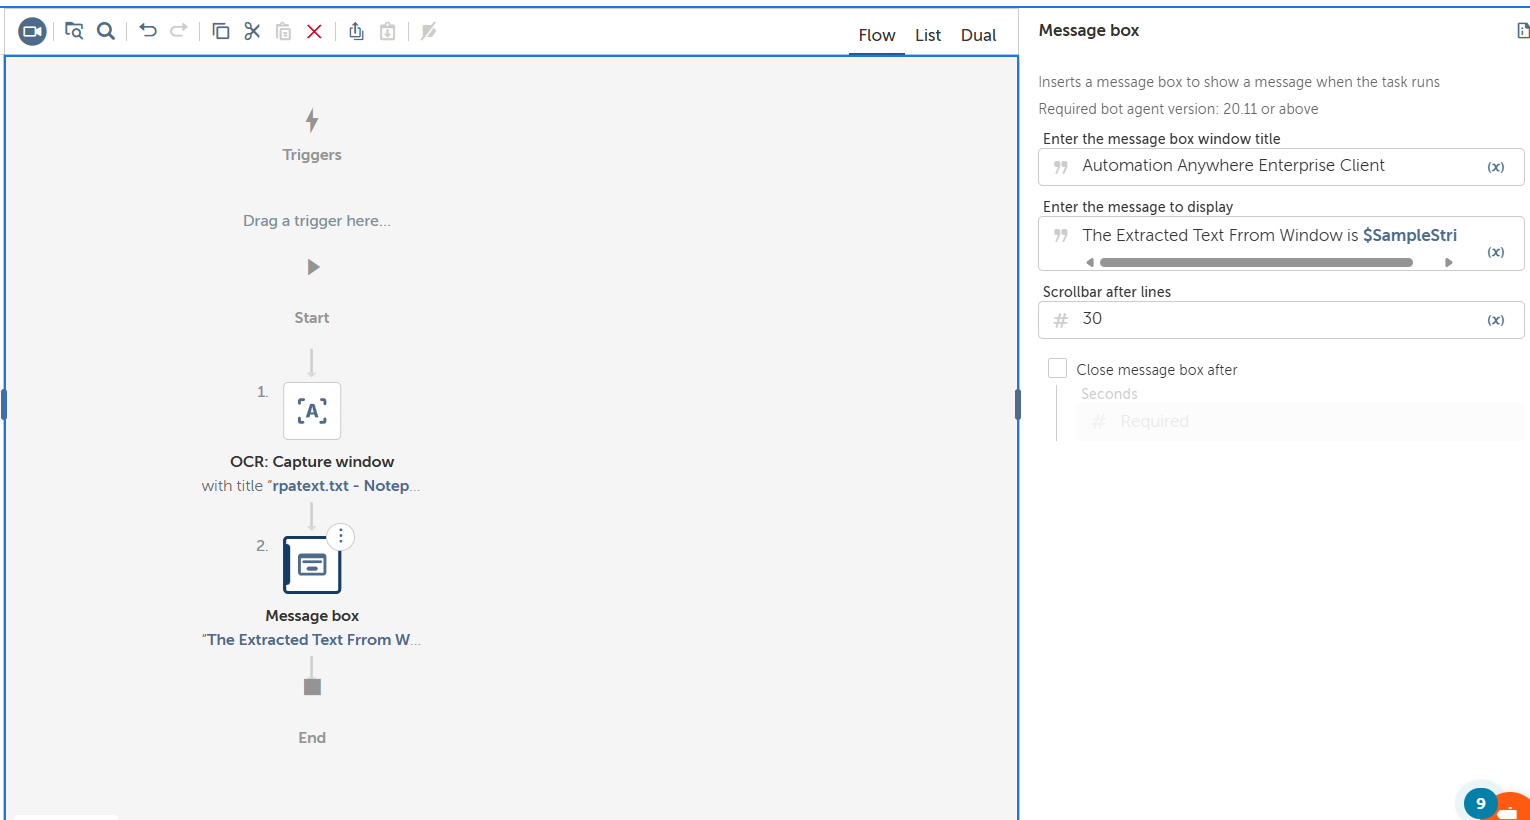 Flow List Dual
Triggers
Drag a trigger here...
Start
1.
A
OCR: Capture window
with title “rpatext.txt - Notep...
2.
Message box
“The Extracted Text Frrom W...
End
Message box
Inserts a message box to show a message when the task runs
Required bot agent version: 20.11 or above
Enter the message box window title
Automation Anywhere Enterprise Client (x)
Enter the message to display
The Extracted Text Frrom Window is $SampleStri
(x)
Scrollbar after lines
# 30 (x)
Close message box after
Seconds
# Required
9